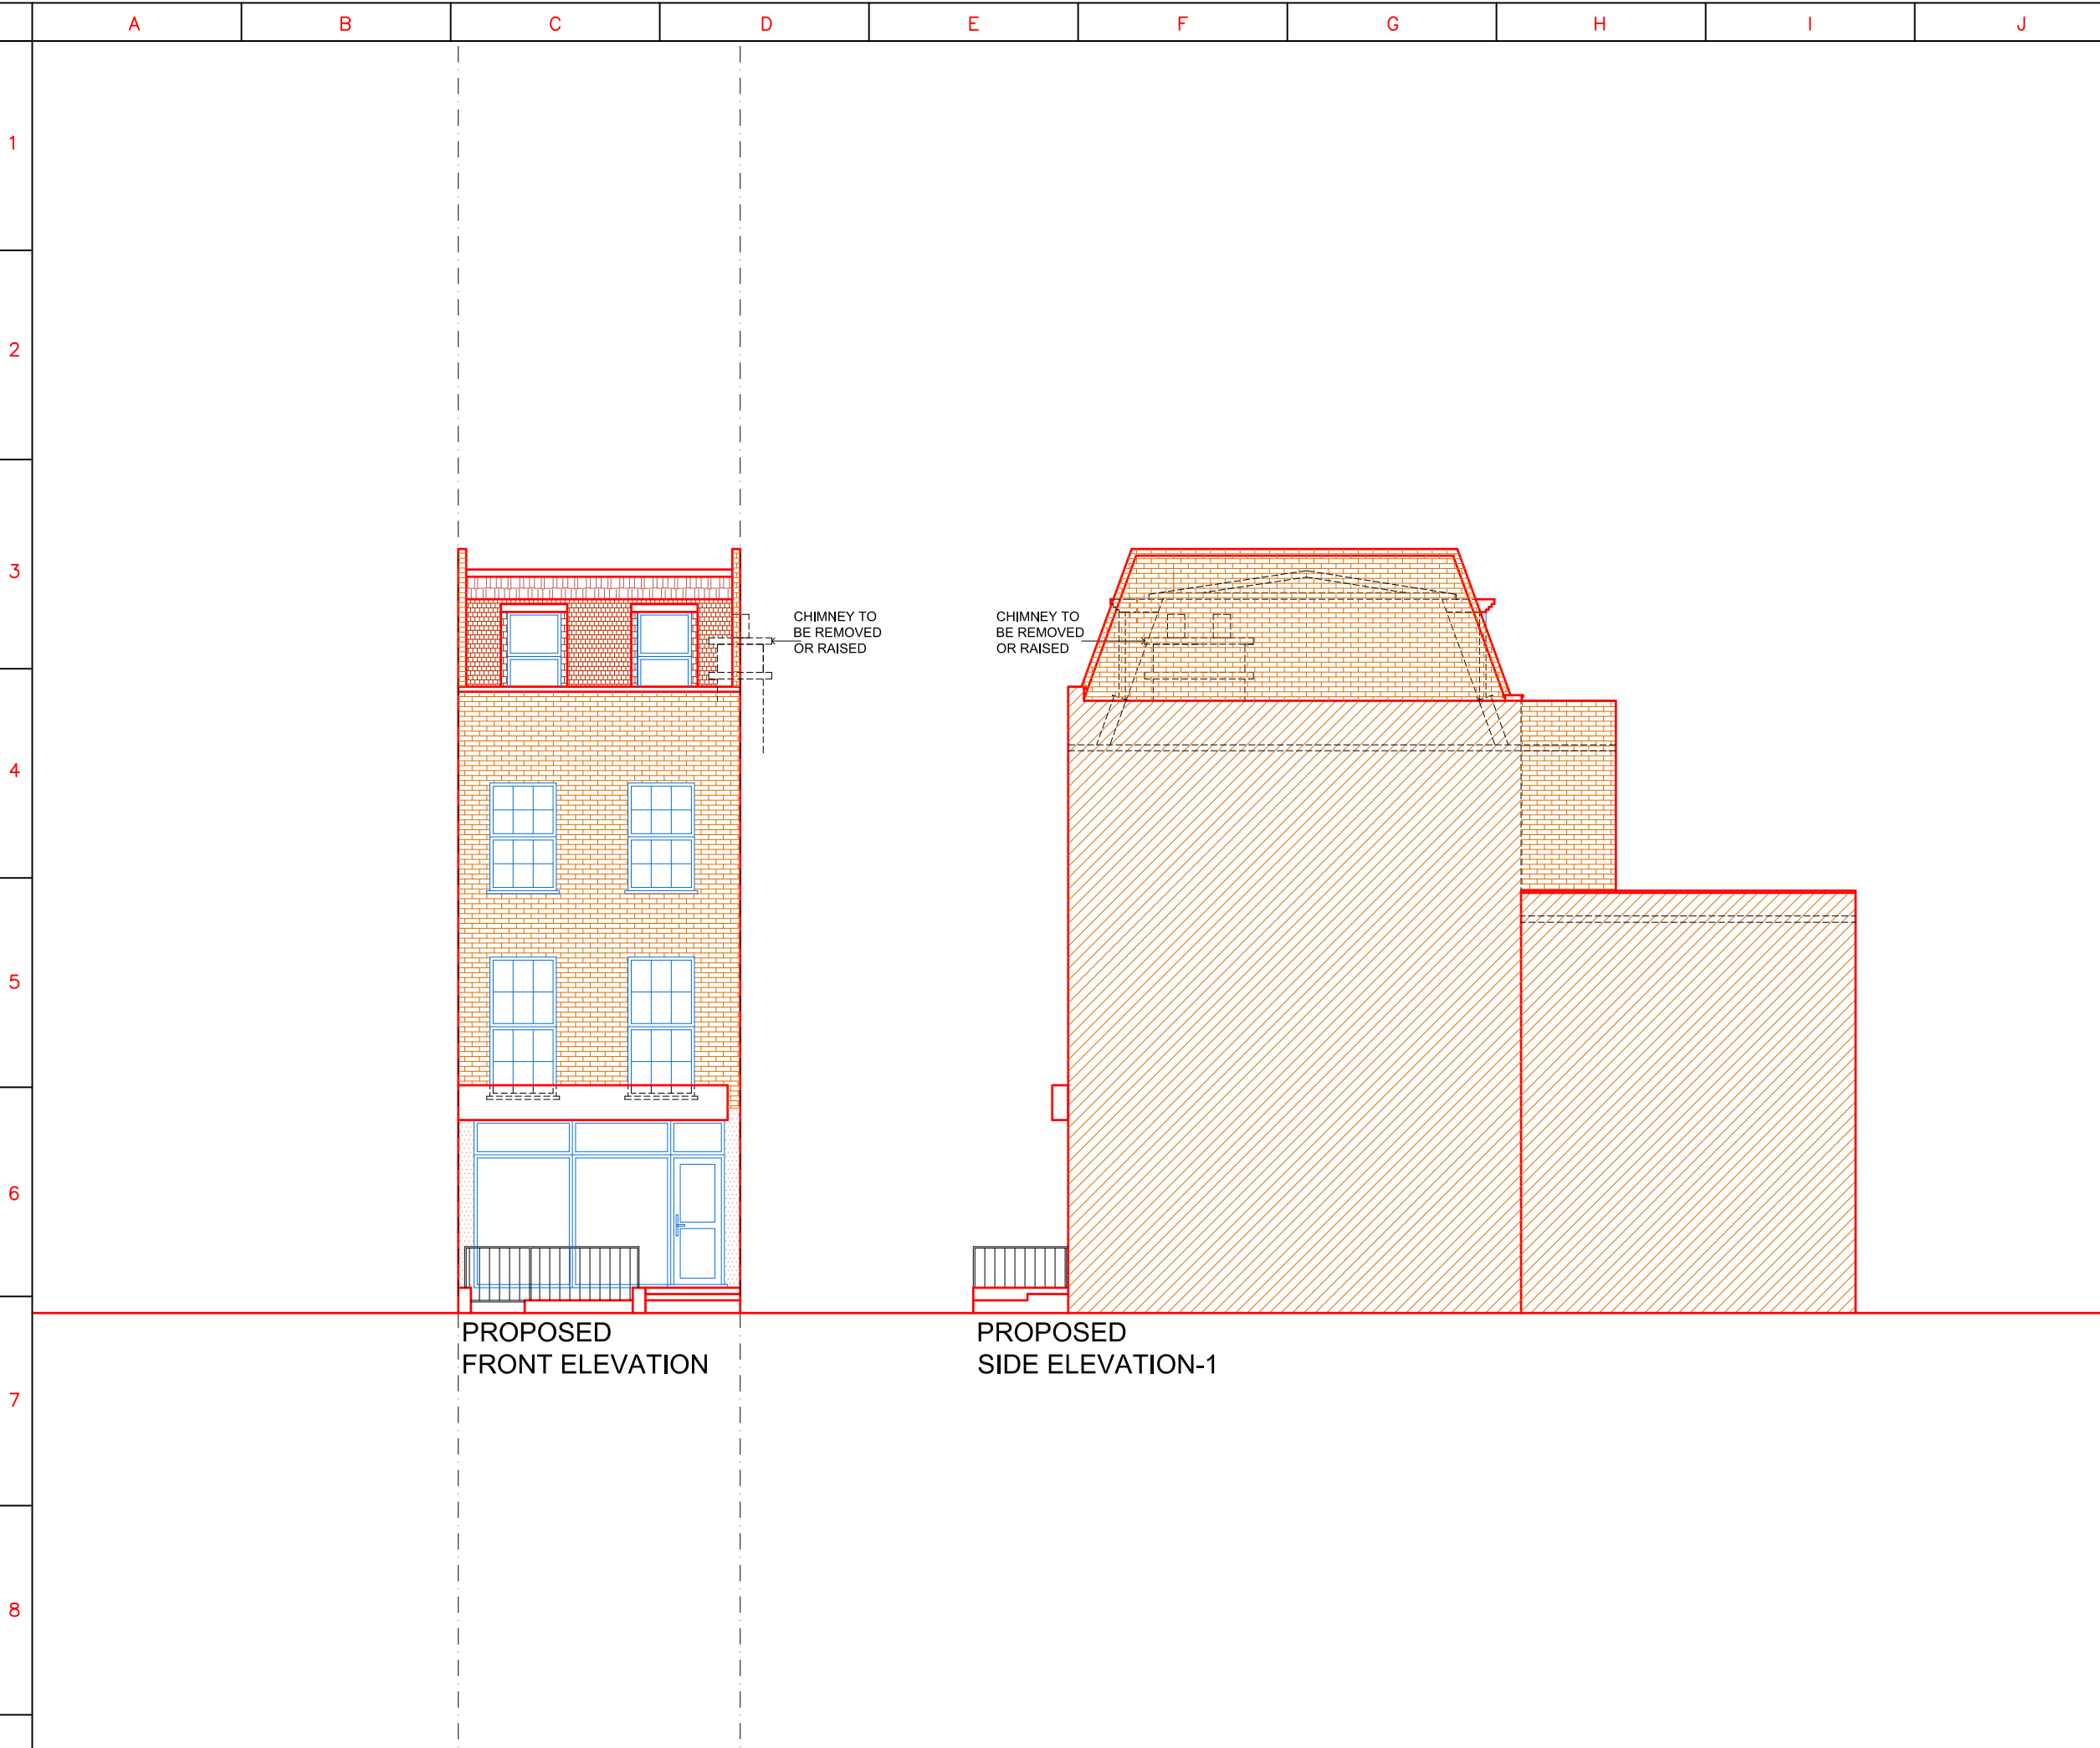 A B C D E F G H I J
1
2
3
CHIMNEY TO
BE REMOVED
OR RAISED
CHIMNEY TO
BE REMOVED
OR RAISED
4
5
6
PROPOSED
FRONT ELEVATION
PROPOSED
SIDE ELEVATION-1
7
8